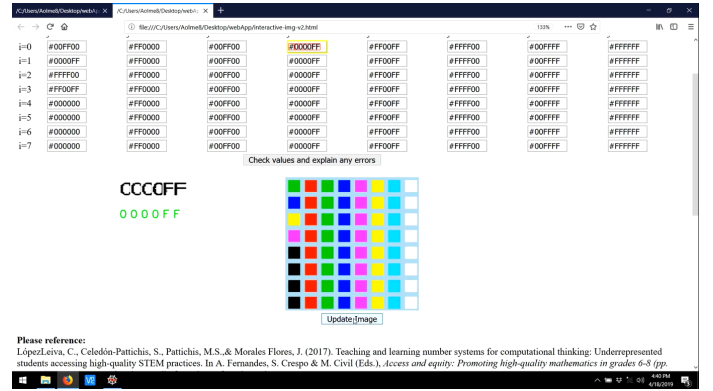 /C:/Users/Aolme8/Desktop/webAp
/C:/Users/Aolme8/Desktop/webAp
file:///C:/Users/Aolme8/Desktop/webApp/interactive-img-v2.html
133%
i=0 #00FF00 #FF0000 #00FF00 #0000FF #FF00FF #FFFF00 #00FFFF #FFFFFF
i=1 #0000FF #FF0000 #00FF00 #0000FF #FF00FF #FFFF00 #00FFFF #FFFFFF
i=2 #FFFF00 #FF0000 #00FF00 #0000FF #FF00FF #FFFF00 #00FFFF #FFFFFF
i=3 #FF00FF #FF0000 #00FF00 #0000FF #FF00FF #FFFF00 #00FFFF #FFFFFF
i=4 #000000 #FF0000 #00FF00 #0000FF #FF00FF #FFFF00 #00FFFF #FFFFFF
i=5 #000000 #FF0000 #00FF00 #0000FF #FF00FF #FFFF00 #00FFFF #FFFFFF
i=6 #000000 #FF0000 #00FF00 #0000FF #FF00FF #FFFF00 #00FFFF #FFFFFF
i=7 #000000 #FF0000 #00FF00 #0000FF #FF00FF #FFFF00 #00FFFF #FFFFFF
Check values and explain any errors
0000FF
Update Image
Please reference:
LópezLeiva, C., Celedón-Pattichis, S., Pattichis, M.S.,& Morales Flores, J. (2017). Teaching and learning number systems for computational thinking: Underrepresented
students accessing high-quality STEM practices. In A. Fernandes, S. Crespo & M. Civil (Eds.), Access and equity: Promoting high-quality mathematics in grades 6-8 (pp.
4:40 PM
4/18/2019